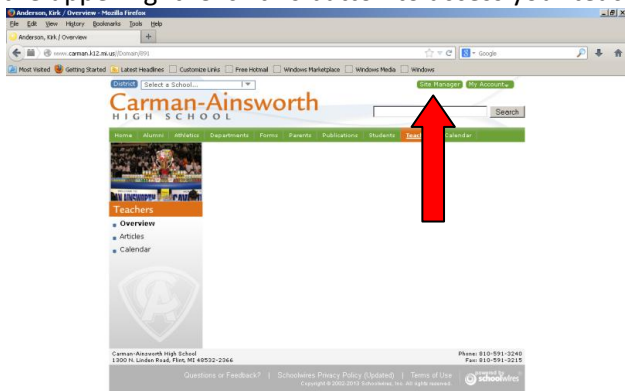 Anderson, Kirk / Overview - Mozilla Firefox
File Edit View History Bookmarks Tools Help
Anderson, Kirk / Overview
www.carman.k12.mi.us//Domain/891
Google
Most Visited Getting Started Latest Headlines Customize Links Free Hotmail Windows Marketplace Windows Media Windows
District Select a School... Site Manager My Account
Carman-Ainsworth
HIGH SCHOOL
Search
Home Alumni Athletics Departments Forms Parents Publications Students Calendar
Teachers
Overview
Articles
Calendar
Carman-Ainsworth High School
1300 N. Linden Road, Flint, MI 48532-2366
Phone: 810-591-3240
Fax: 810-591-3215
Questions or Feedback? | Schoolwires Privacy Policy (Updated) | Terms of Use
Copyright © 2002-2013 Schoolwires, Inc. All rights reserved.
powered by
schoolwires